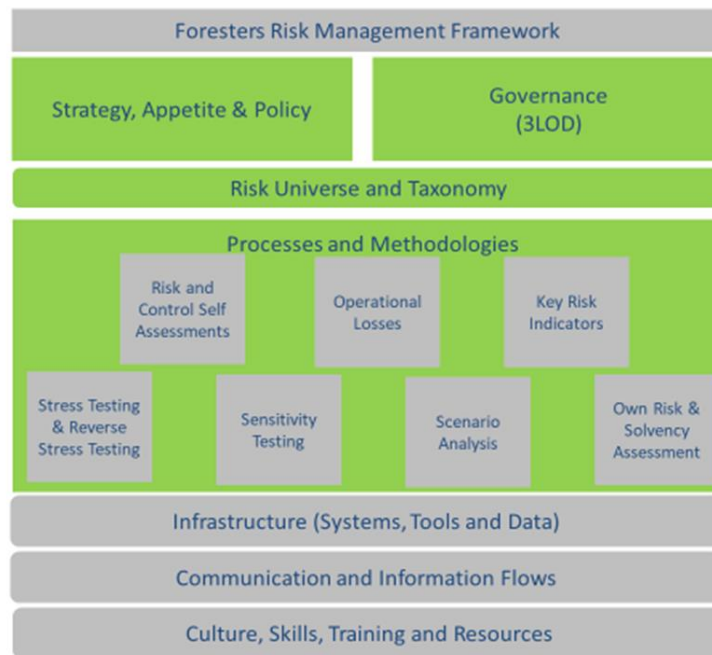 Foresters Risk Management Framework
Strategy, Appetite & Policy
Governance
(3LOD)
Risk Universe and Taxonomy
Processes and Methodologies
Risk and
Control Self
Assessments
Operational
Losses
Key Risk
Indicators
Stress Testing
& Reverse
Stress Testing
Sensitivity
Testing
Scenario
Analysis
Own Risk &
Solvency
Assessment
Infrastructure (Systems, Tools and Data)
Communication and Information Flows
Culture, Skills, Training and Resources